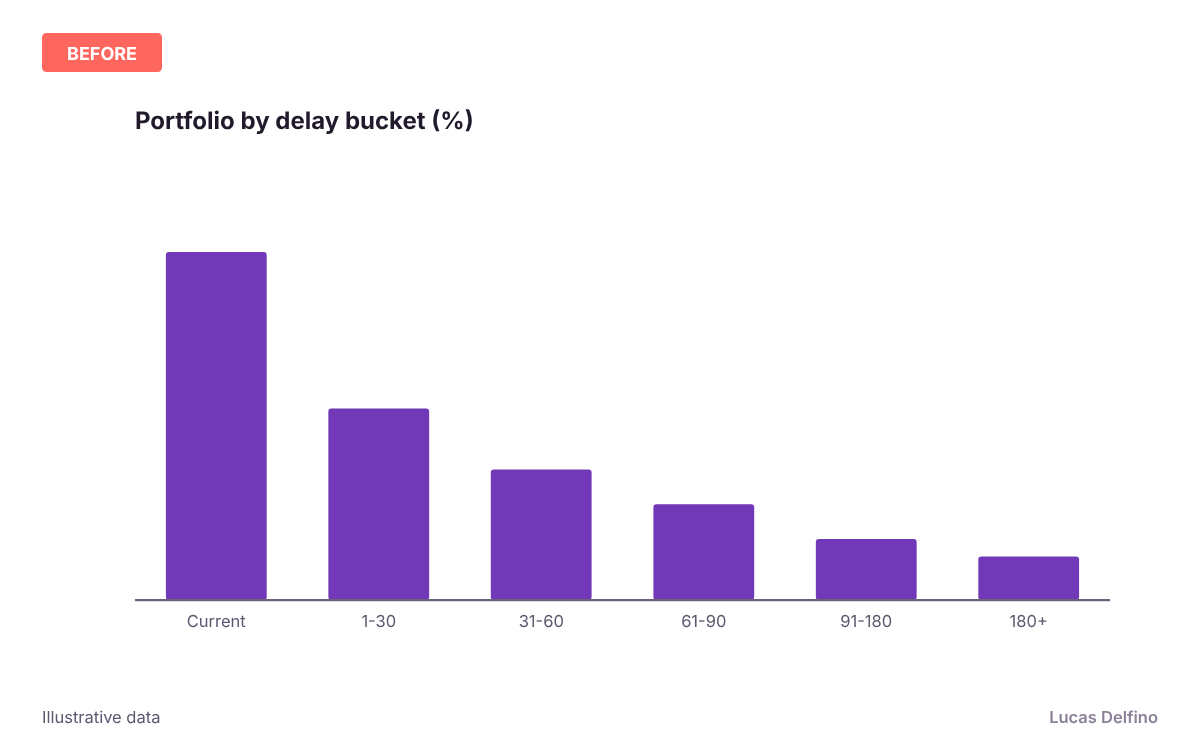 BEFORE
Portfolio by delay bucket (%)
Current 1-30 31-60 61-90 91-180 180+
Illustrative data
Lucas Delfino